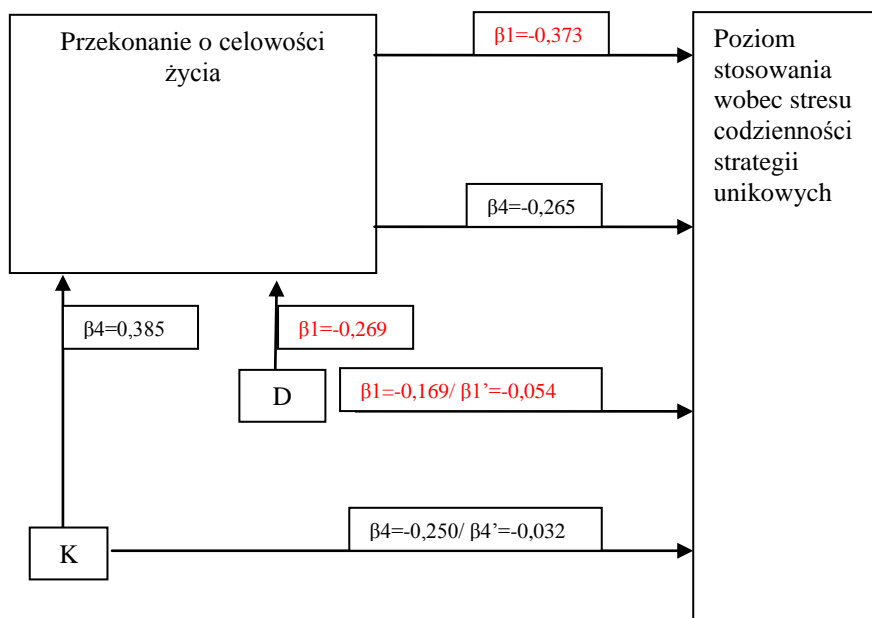 Przekonanie o celowości
życia
β1=-0,373
Poziom
stosowania
wobec stresu
codzienności
strategii
unikowych
β4=-0,265
β4=0,385
β1=-0,269
D
β1=-0,169/ β1’=-0,054
K
β4=-0,250/ β4’=-0,032